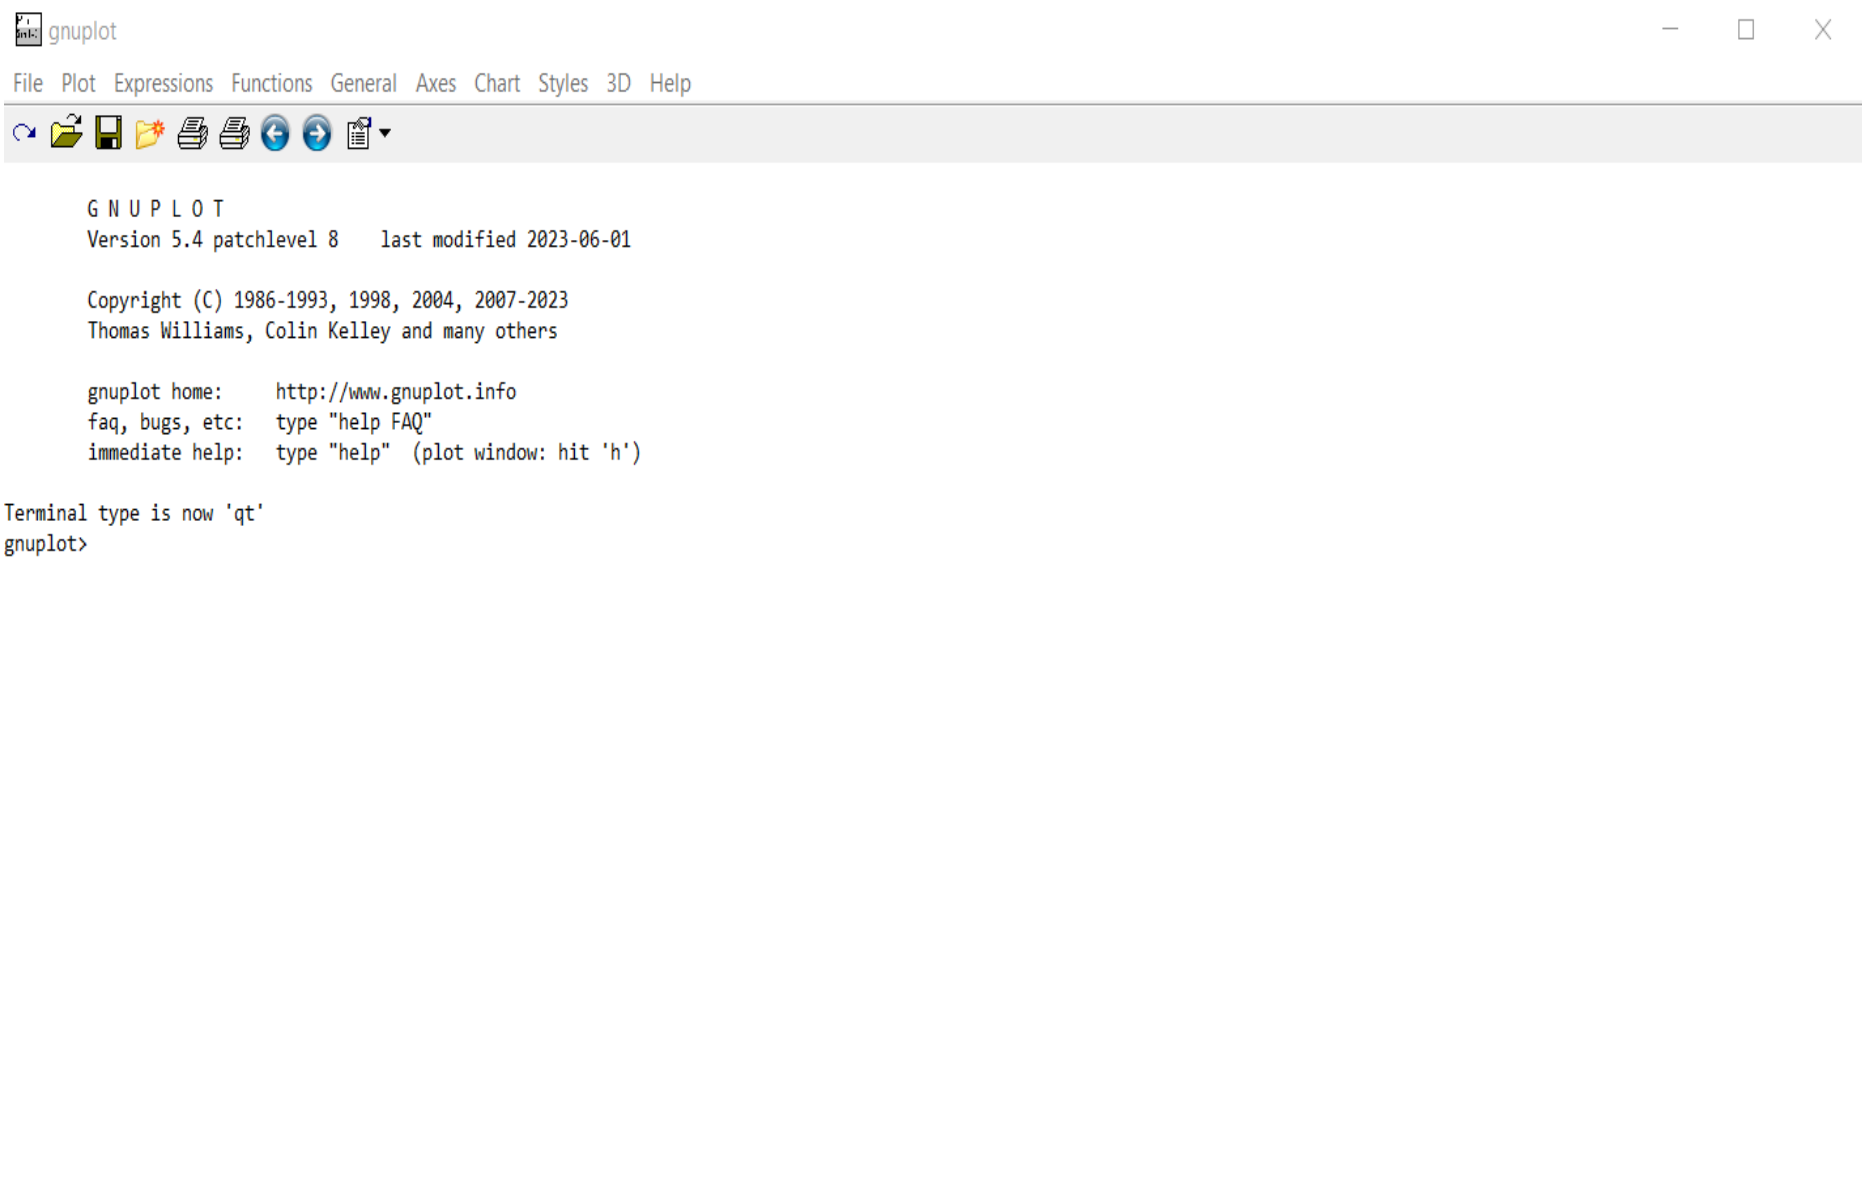 gnuplot
File Plot Expressions Functions General Axes Chart Styles 3D Help
G N U P L O T
Version 5.4 patchlevel 8    last modified 2023-06-01
Copyright (C) 1986-1993, 1998, 2004, 2007-2023
Thomas Williams, Colin Kelley and many others
gnuplot home:     http://www.gnuplot.info
faq, bugs, etc:   type "help FAQ"
immediate help:   type "help"  (plot window: hit 'h')
Terminal type is now 'qt'
gnuplot>